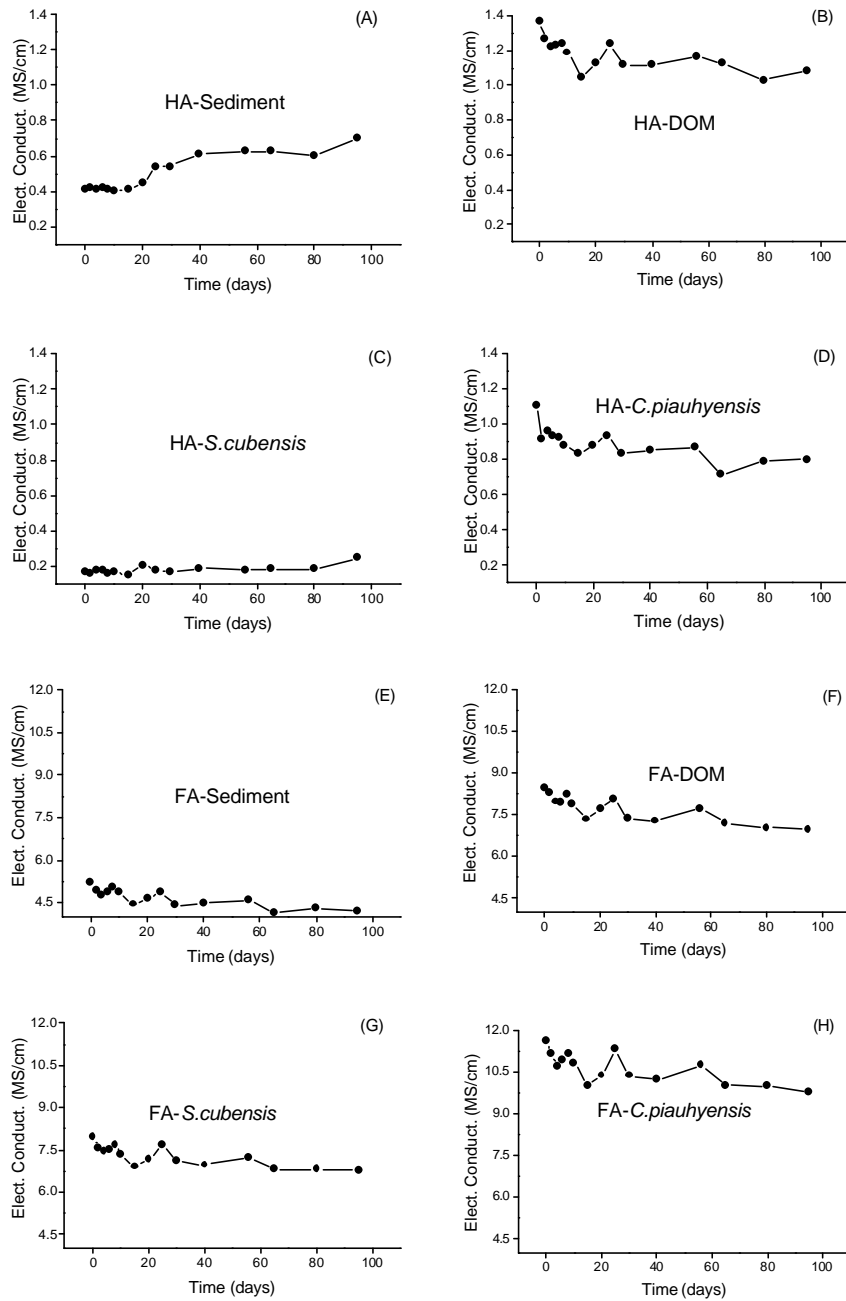 (A)
1.4
1.2
1.0
0.8
0.6
0.4
0.2
Elect. Conduct. (MS/cm)
HA-Sediment
0 20 40 60 80 100
Time (days)
(B)
1.4
1.2
1.0
0.8
0.6
0.4
0.2
Elect. Conduct. (MS/cm)
HA-DOM
0 20 40 60 80 100
Time (days)
(C)
1.4
1.2
1.0
0.8
0.6
0.4
0.2
Elect. Conduct. (MS/cm)
HA-S.cubensis
0 20 40 60 80 100
Time (days)
(D)
1.4
1.2
1.0
0.8
0.6
0.4
0.2
Elect. Conduct. (MS/cm)
HA-C.piauhyensis
0 20 40 60 80 100
Time (days)
(E)
12.0
10.5
9.0
7.5
6.0
4.5
Elect. Conduct. (MS/cm)
FA-Sediment
0 20 40 60 80 100
Time (days)
(F)
12.0
10.5
9.0
7.5
6.0
4.5
Elect. Conduct. (MS/cm)
FA-DOM
0 20 40 60 80 100
Time (days)
(G)
12.0
10.5
9.0
7.5
6.0
4.5
Elect. Conduct. (MS/cm)
FA-S.cubensis
0 20 40 60 80 100
Time (days)
(H)
12.0
10.5
9.0
7.5
6.0
4.5
Elect. Conduct. (MS/cm)
FA-C.piauhyensis
0 20 40 60 80 100
Time (days)